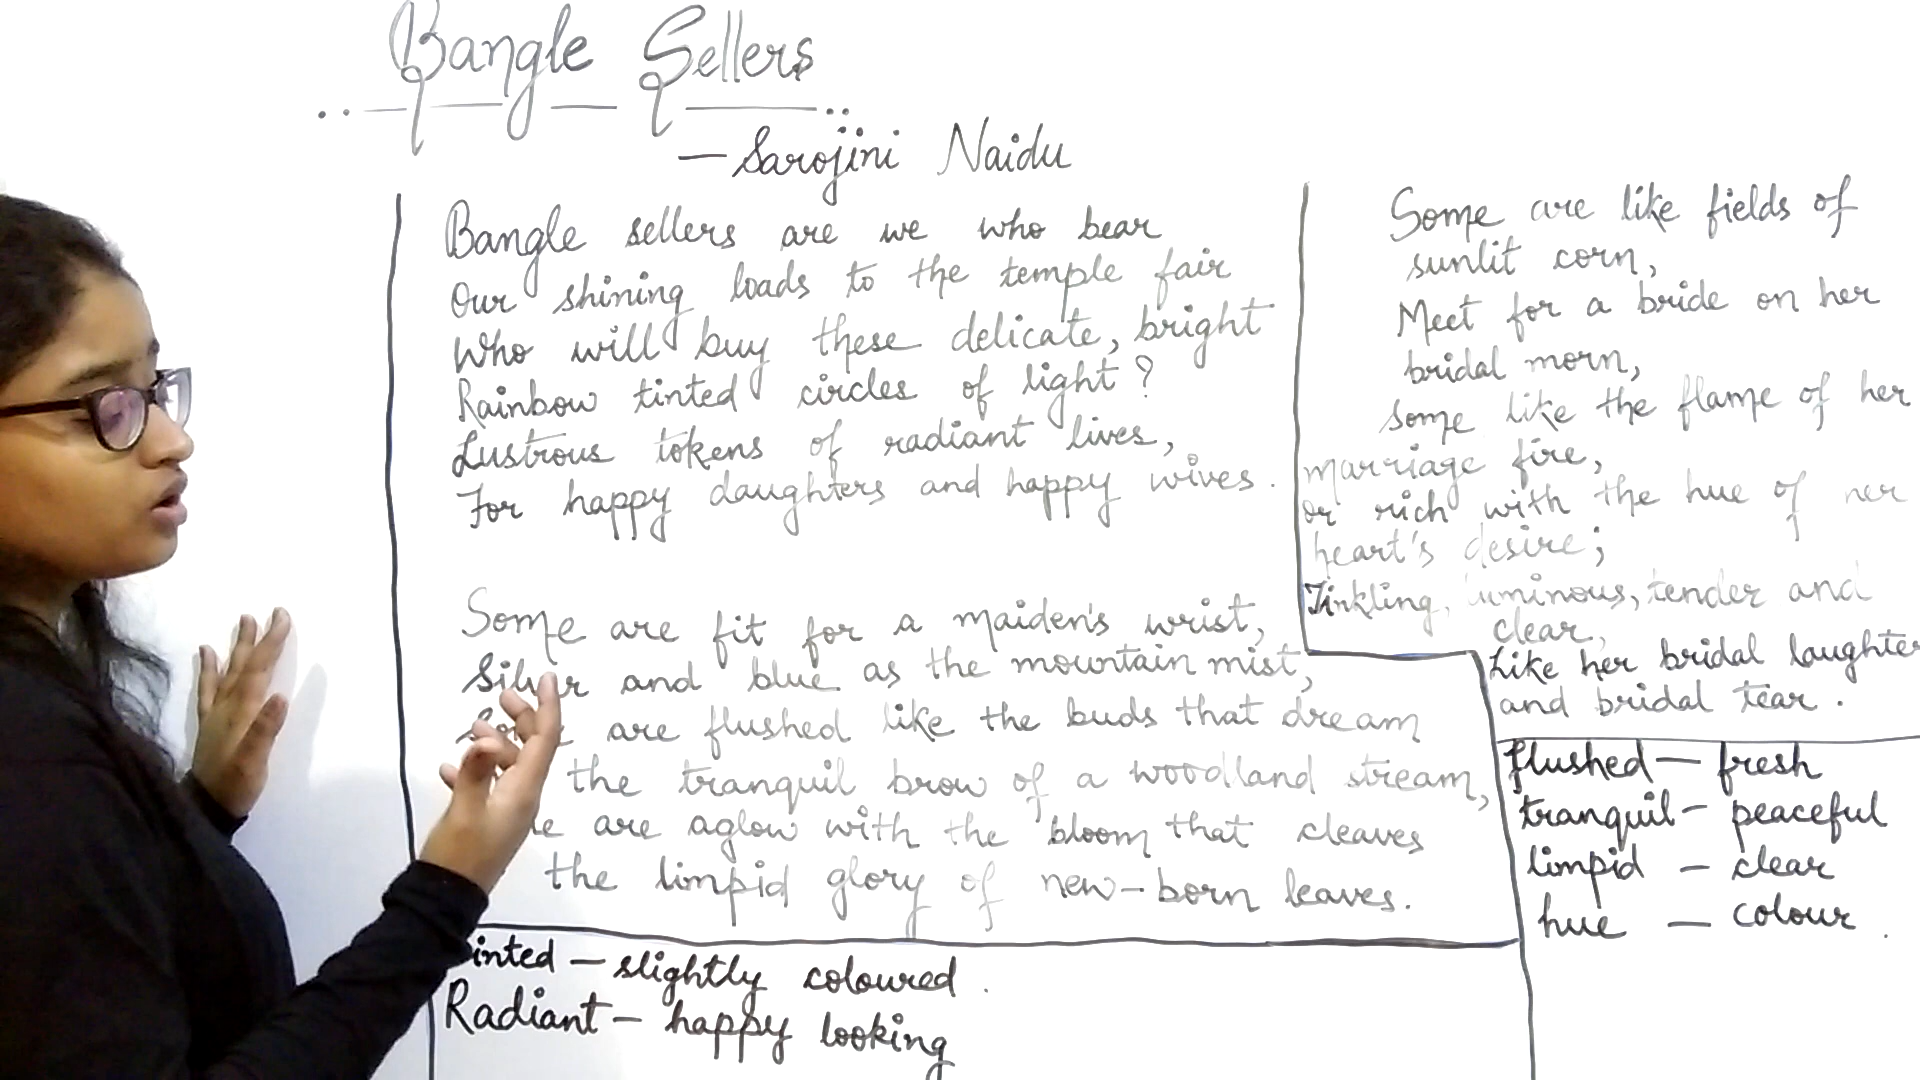 Bangle Sellers
— Sarojini Naidu
Bangle sellers are we who bear
Our shining loads to the temple fair
Who will buy these delicate, bright
Rainbow tinted circles of light?
Lustrous tokens of radiant lives,
For happy daughters and happy wives.
Some are fit for a maiden's wrist,
Silver and blue as the mountain mist,
are flushed like the buds that dream
the tranquil brow of a woodland stream,
are aglow with the bloom that cleaves
the limpid glory of new-born leaves.
Some are like fields of
sunlit corn,
Meet for a bride on her
bridal morn,
some like the flame of her
marriage fire,
or rich with the hue of her
heart's desire;
Tinkling, luminous, tender and
clear,
Like her bridal laughter
and bridal tear.
flushed — fresh
tranquil — peaceful
limpid — clear
hue — colour.
— slightly coloured.
Radiant — happy looking